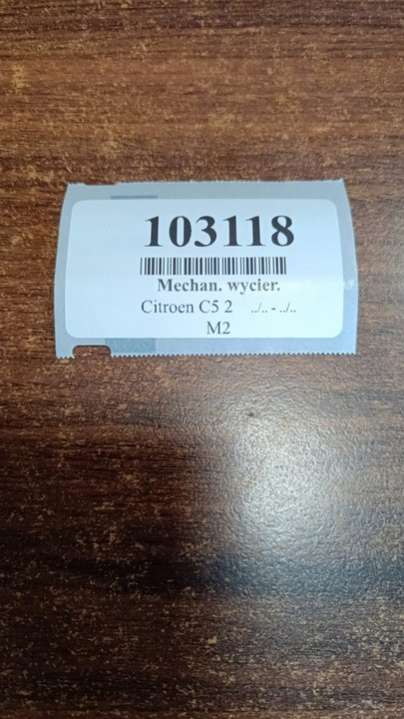 103118
Mechan. wycier.
Citroen C5 2 ../.. - ../..
M2